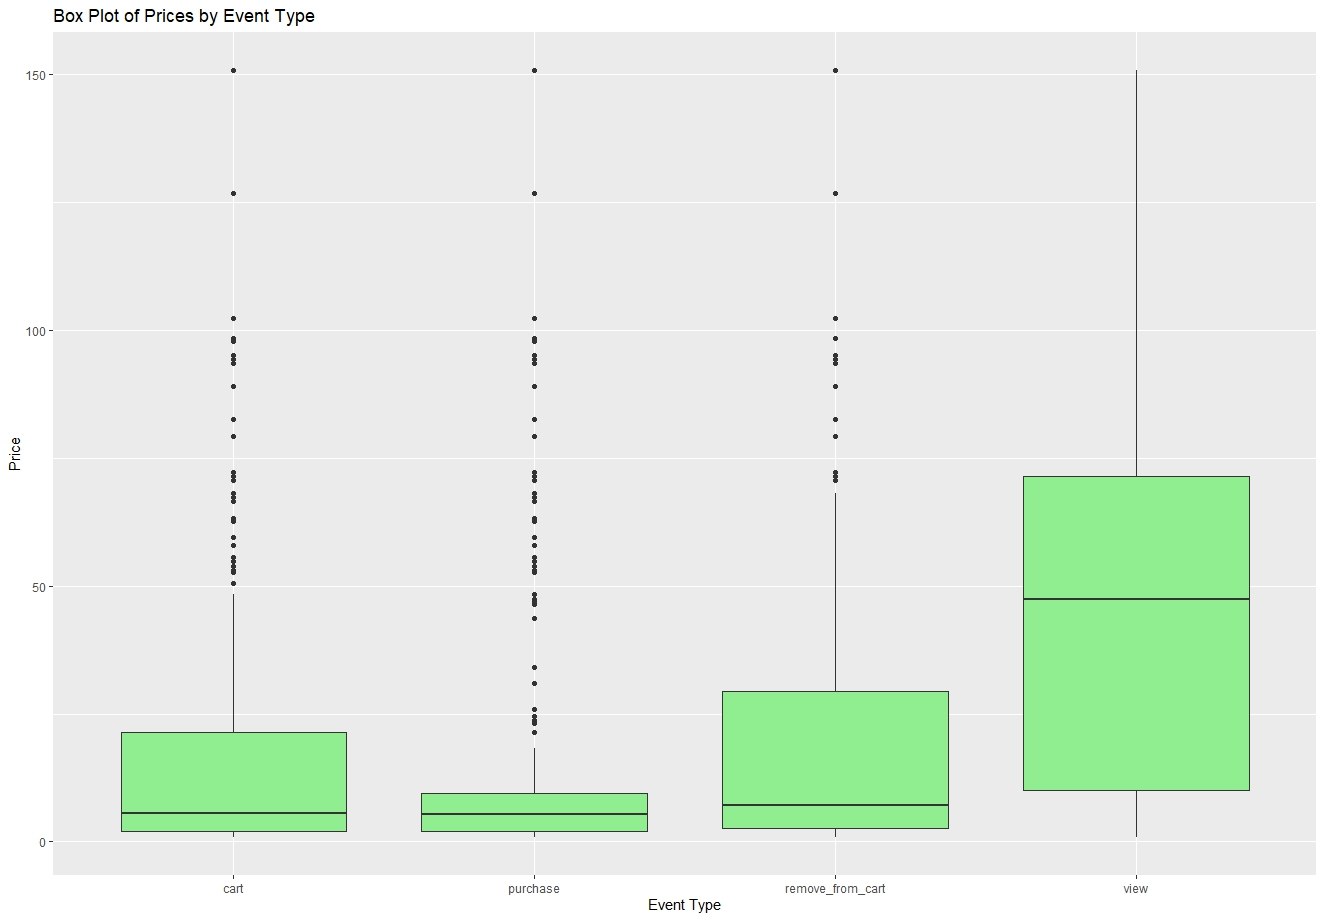 Box Plot of Prices by Event Type
150
100
50
0
Price
cart purchase remove_from_cart view
Event Type